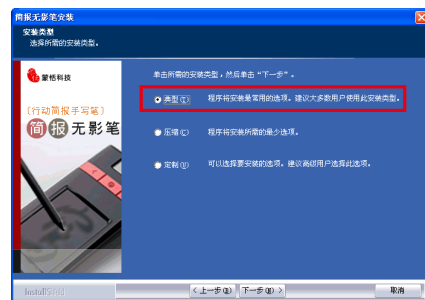 简报无影笔安装
安装类型
选择所需的安装类型。
蒙恬科技
[行动简报手写笔]
简报无影笔
单击所需的安装类型，然后单击“下一步”。
典型(T) 程序将安装最常用的选项。建议大多数用户使用此安装类型。
压缩(C) 程序将安装所需的最少选项。
定制(U) 可以选择要安装的选项。建议高级用户选择此选项。
InstallShield
<上一步(B) 下一步(N)> 取消